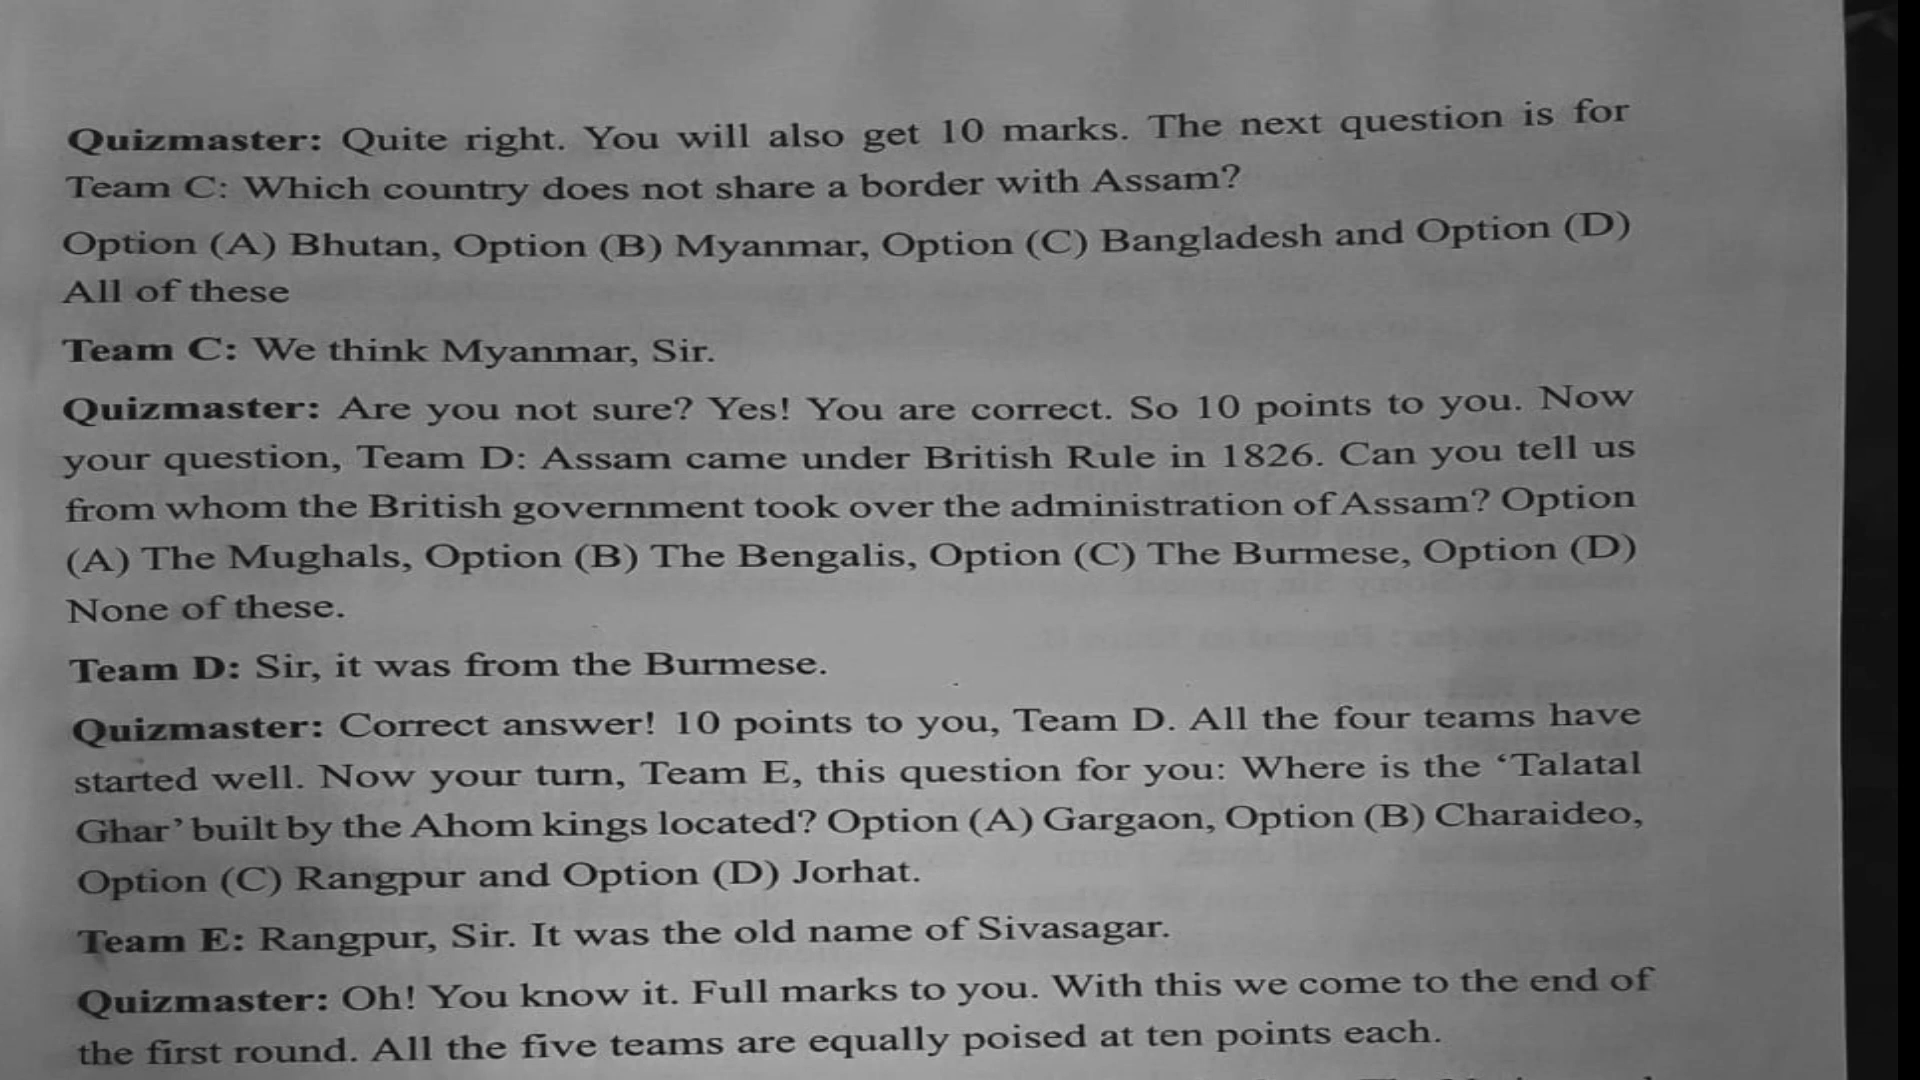 Quizmaster: Quite right. You will also get 10 marks. The next question is for
Team C: Which country does not share a border with Assam?
Option (A) Bhutan, Option (B) Myanmar, Option (C) Bangladesh and Option (D)
All of these
Team C: We think Myanmar, Sir.
Quizmaster: Are you not sure? Yes! You are correct. So 10 points to you. Now
your question, Team D: Assam came under British Rule in 1826. Can you tell us
from whom the British government took over the administration of Assam? Option
(A) The Mughals, Option (B) The Bengalis, Option (C) The Burmese, Option (D)
None of these.
Team D: Sir, it was from the Burmese.
Quizmaster: Correct answer! 10 points to you, Team D. All the four teams have
started well. Now your turn, Team E, this question for you: Where is the ‘Talatal
Ghar’ built by the Ahom kings located? Option (A) Gargaon, Option (B) Charaideo,
Option (C) Rangpur and Option (D) Jorhat.
Team E: Rangpur, Sir. It was the old name of Sivasagar.
Quizmaster: Oh! You know it. Full marks to you. With this we come to the end of
the first round. All the five teams are equally poised at ten points each.